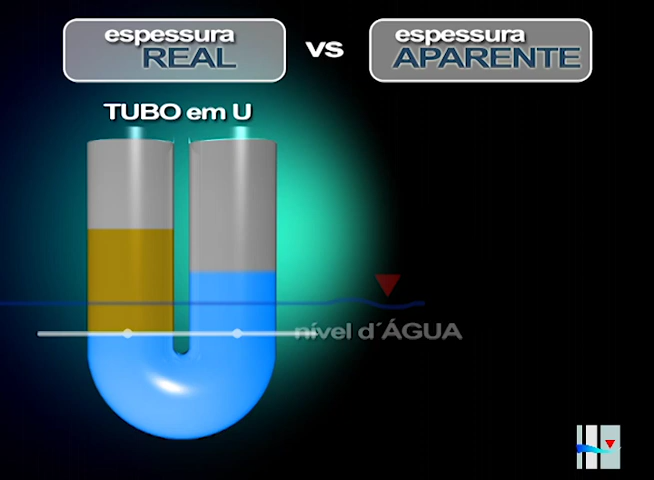 espessura
REAL
vs
espessura
APARENTE
TUBO em U
nível d´ÁGUA